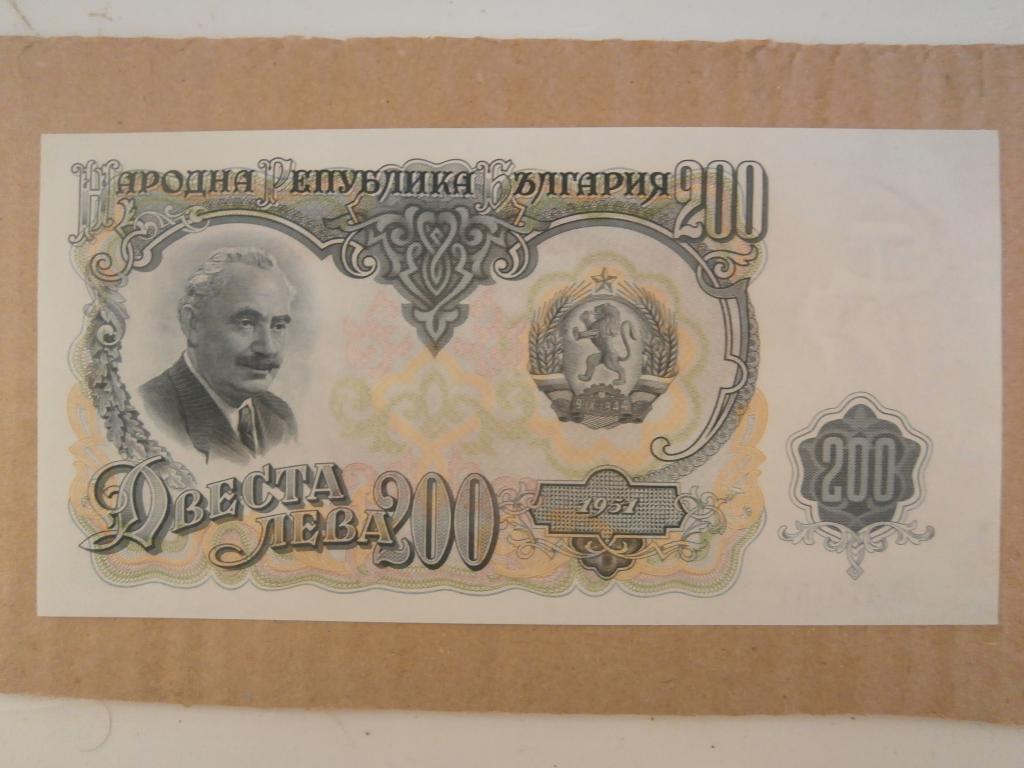 Народна Република България 200
Двеста
лева 200
1951
200